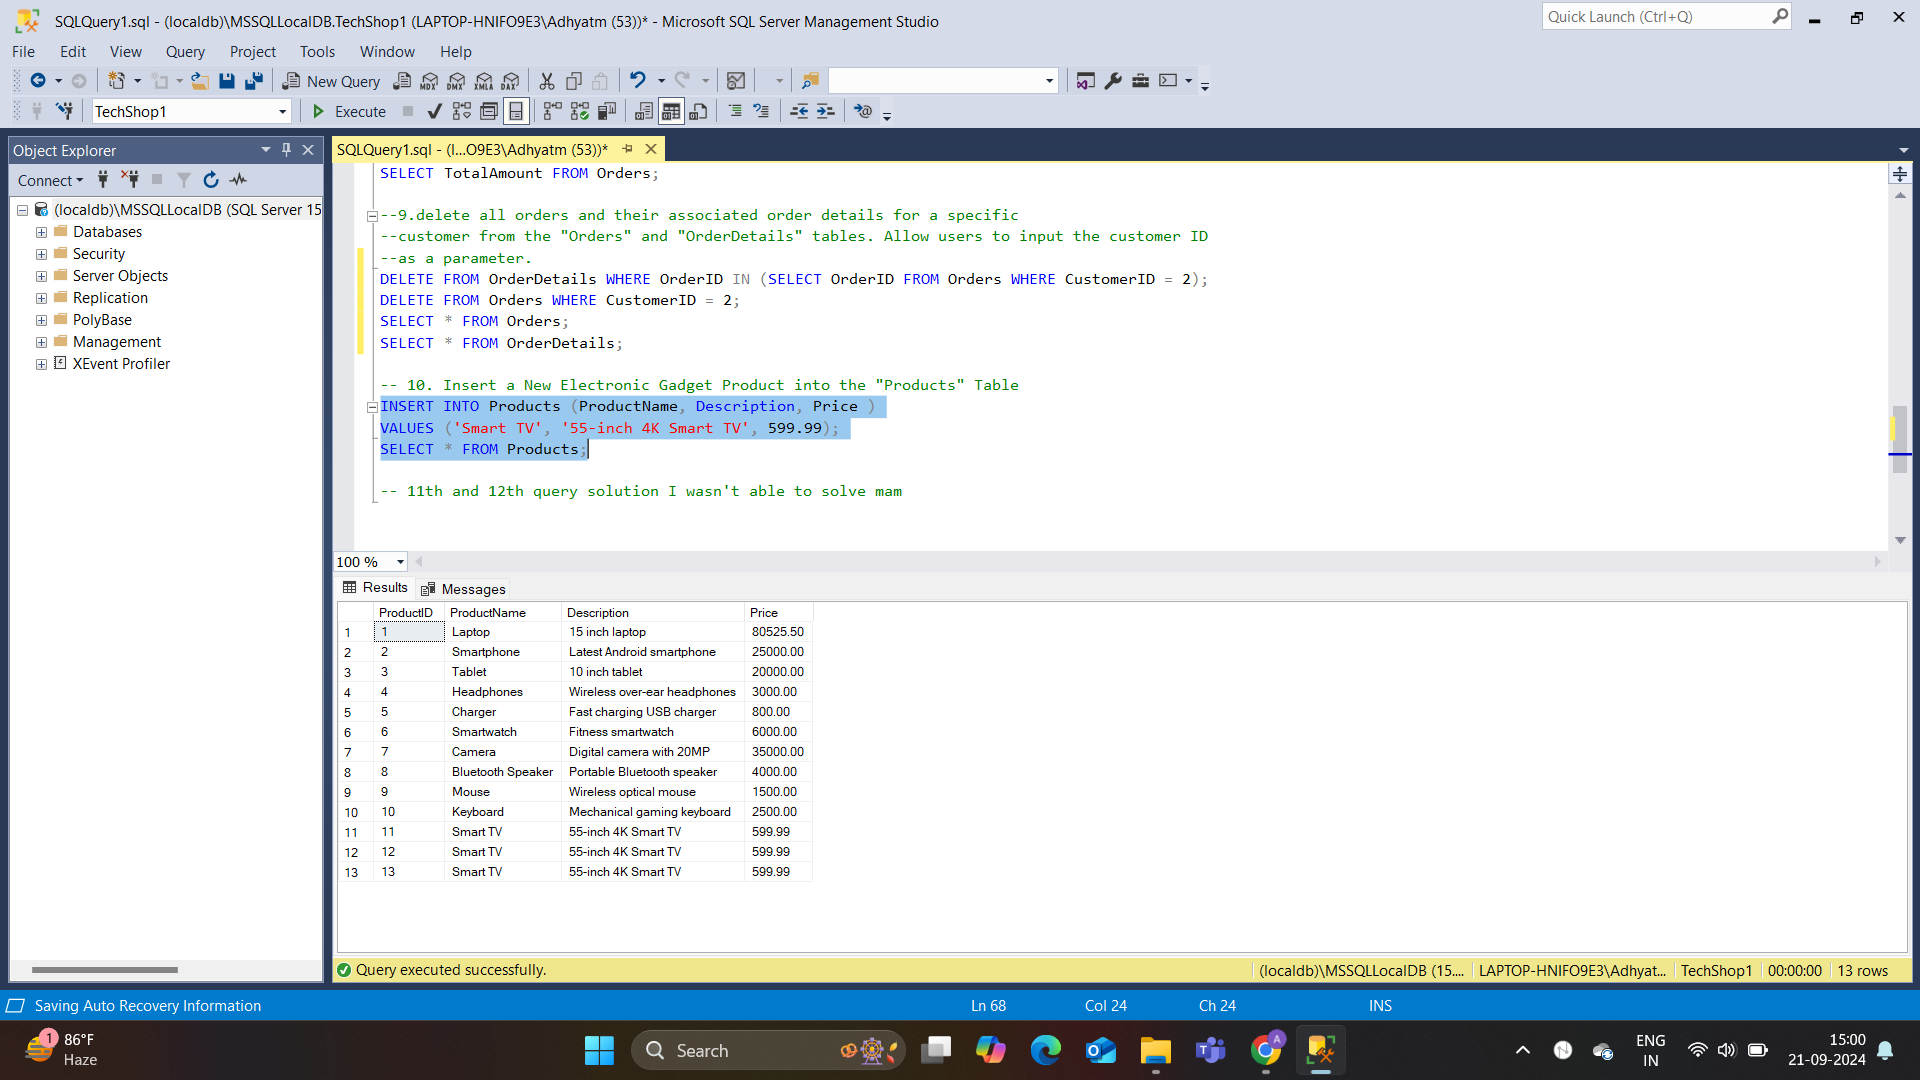 SQLQuery1.sql - (localdb)\MSSQLLocalDB.TechShop1 (LAPTOP-HNIFO9E3\Adhyatm (53))* - Microsoft SQL Server Management Studio
Quick Launch (Ctrl+Q)
File Edit View Query Project Tools Window Help
New Query MDX DMX XMLA DAX
TechShop1 Execute
Object Explorer
Connect
(localdb)\MSSQLLocalDB (SQL Server 15
Databases
Security
Server Objects
Replication
PolyBase
Management
XEvent Profiler
SQLQuery1.sql - (l...O9E3\Adhyatm (53))*
SELECT TotalAmount FROM Orders;
--9.delete all orders and their associated order details for a specific
--customer from the "Orders" and "OrderDetails" tables. Allow users to input the customer ID
--as a parameter.
DELETE FROM OrderDetails WHERE OrderID IN (SELECT OrderID FROM Orders WHERE CustomerID = 2);
DELETE FROM Orders WHERE CustomerID = 2;
SELECT * FROM Orders;
SELECT * FROM OrderDetails;
-- 10. Insert a New Electronic Gadget Product into the "Products" Table
INSERT INTO Products (ProductName, Description, Price )
VALUES ('Smart TV', '55-inch 4K Smart TV', 599.99);
SELECT * FROM Products;
-- 11th and 12th query solution I wasn't able to solve mam
100 %
Results Messages
ProductID ProductName Description Price
1 1 Laptop 15 inch laptop 80525.50
2 2 Smartphone Latest Android smartphone 25000.00
3 3 Tablet 10 inch tablet 20000.00
4 4 Headphones Wireless over-ear headphones 3000.00
5 5 Charger Fast charging USB charger 800.00
6 6 Smartwatch Fitness smartwatch 6000.00
7 7 Camera Digital camera with 20MP 35000.00
8 8 Bluetooth Speaker Portable Bluetooth speaker 4000.00
9 9 Mouse Wireless optical mouse 1500.00
10 10 Keyboard Mechanical gaming keyboard 2500.00
11 11 Smart TV 55-inch 4K Smart TV 599.99
12 12 Smart TV 55-inch 4K Smart TV 599.99
13 13 Smart TV 55-inch 4K Smart TV 599.99
Query executed successfully. (localdb)\MSSQLLocalDB (15.... LAPTOP-HNIFO9E3\Adhyat... TechShop1 00:00:00 13 rows
Saving Auto Recovery Information Ln 68 Col 24 Ch 24 INS
1 86°F
Haze
Search
ENG
IN
15:00
21-09-2024